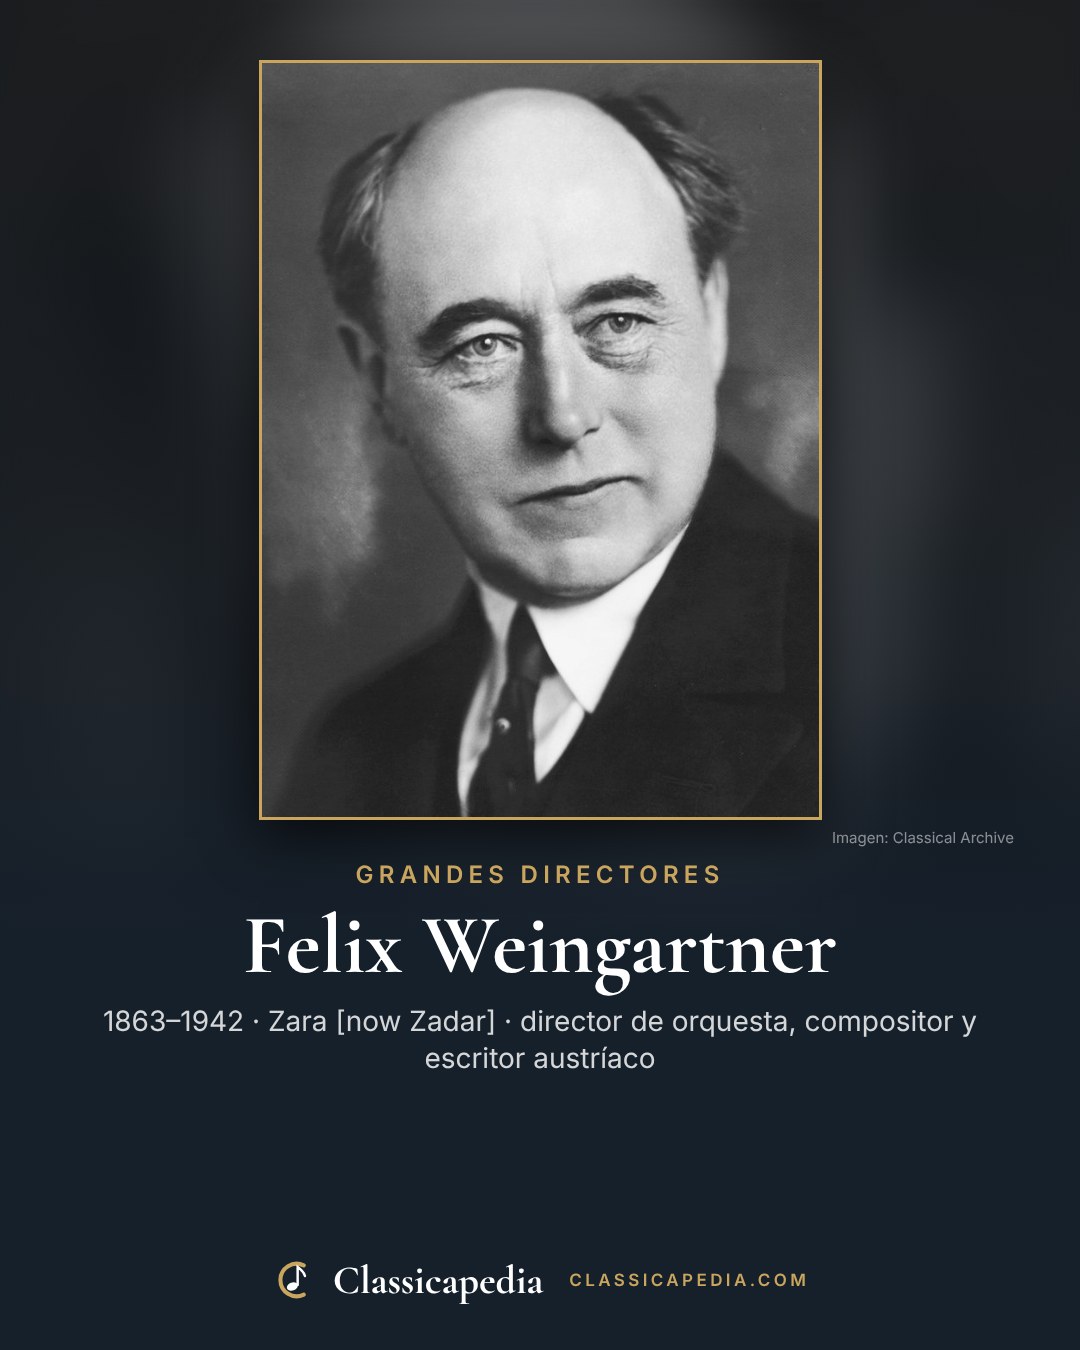 Imagen: Classical Archive
GRANDES DIRECTORES
Felix Weingartner
1863–1942 · Zara [now Zadar] · director de orquesta, compositor y
escritor austríaco
Classicapedia CLASSICAPEDIA.COM